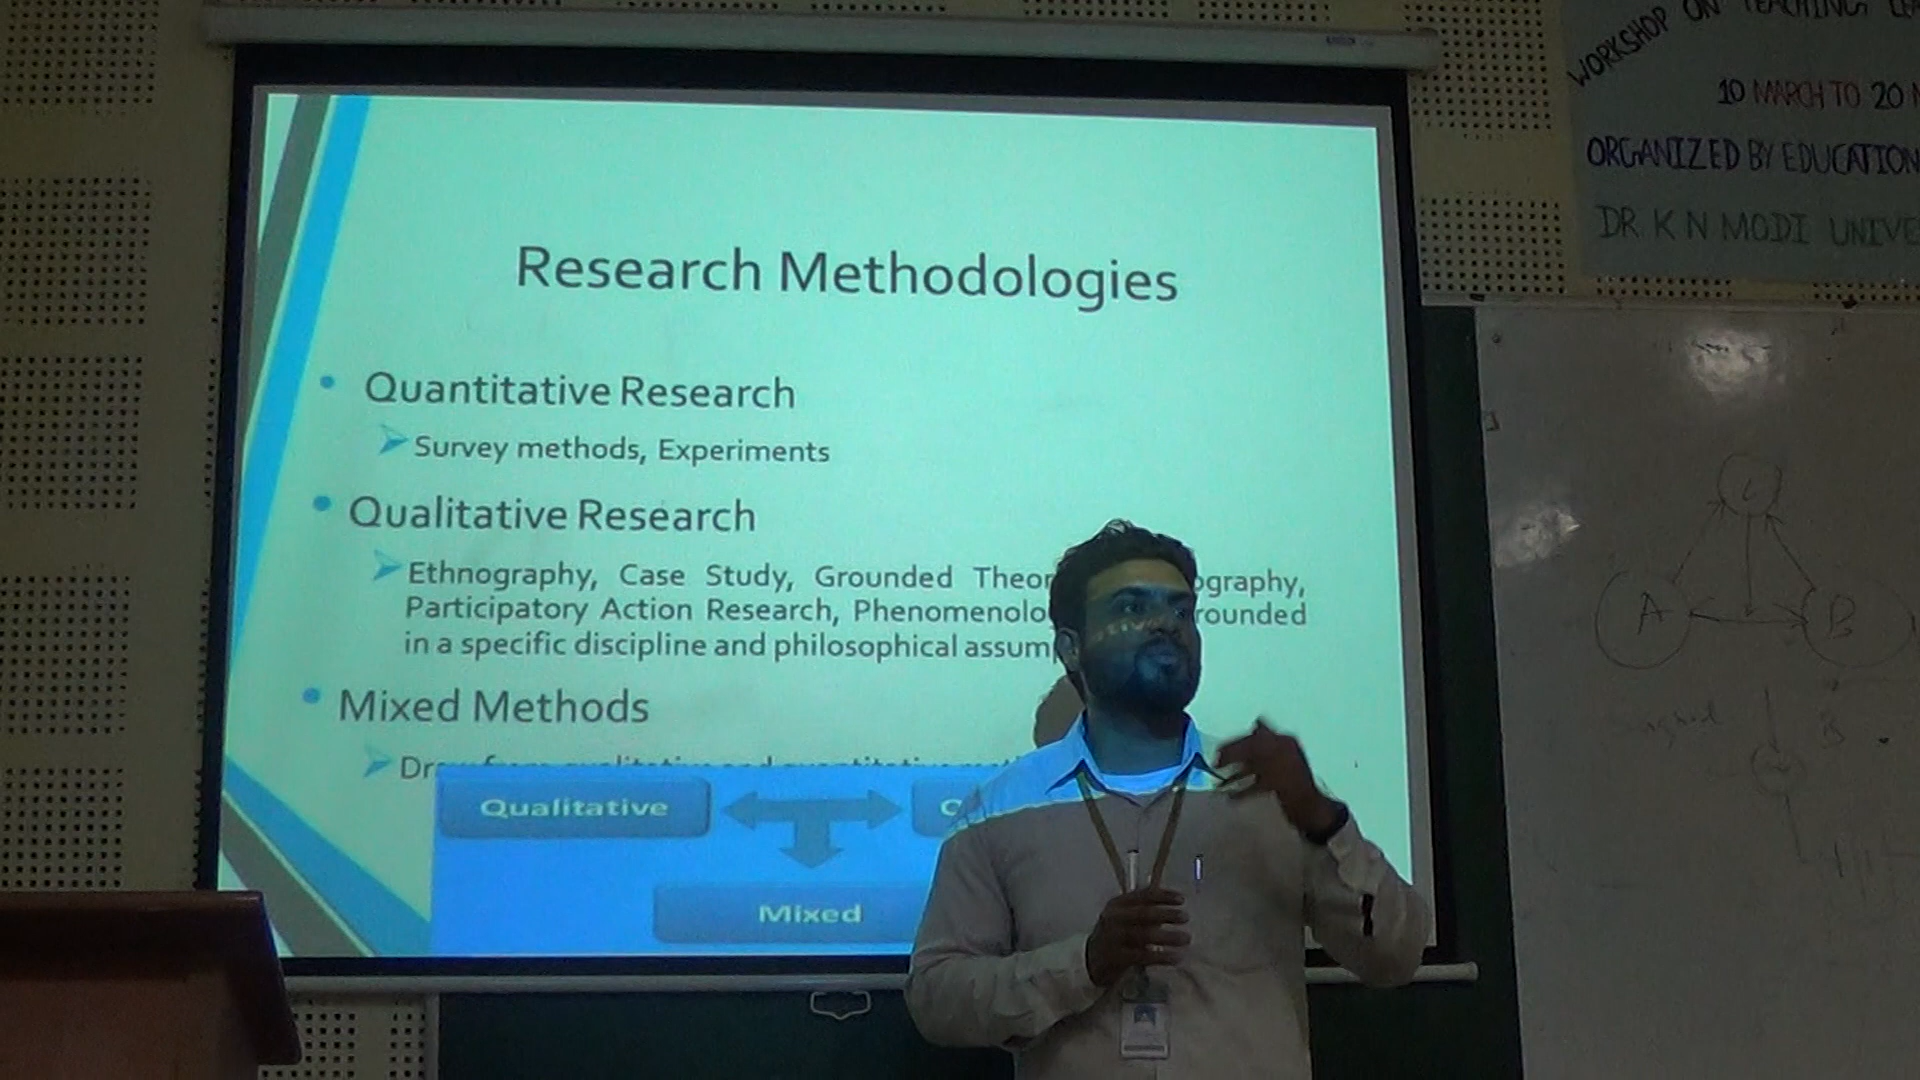 WORKSHOP ON TEACHING
10 MARCH TO 20
ORGANIZED BY EDUCATION
DR. K N MODI UNIVE
Research Methodologies
• Quantitative Research
Survey methods, Experiments
• Qualitative Research
Ethnography, Case Study, Grounded Theor ography,
Participatory Action Research, Phenomenolo rounded
in a specific discipline and philosophical assum
• Mixed Methods
Qualitative
Mixed
A
B